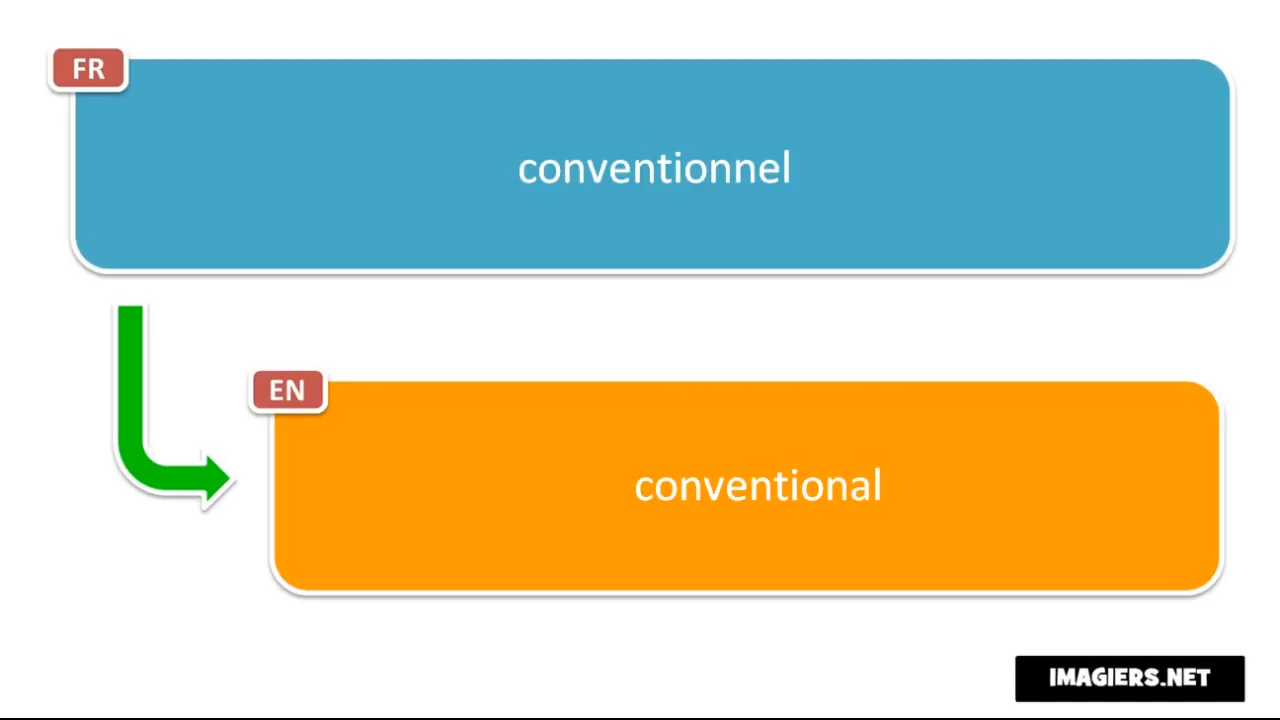 FR
conventionnel
EN
conventional
IMAGIERS.NET